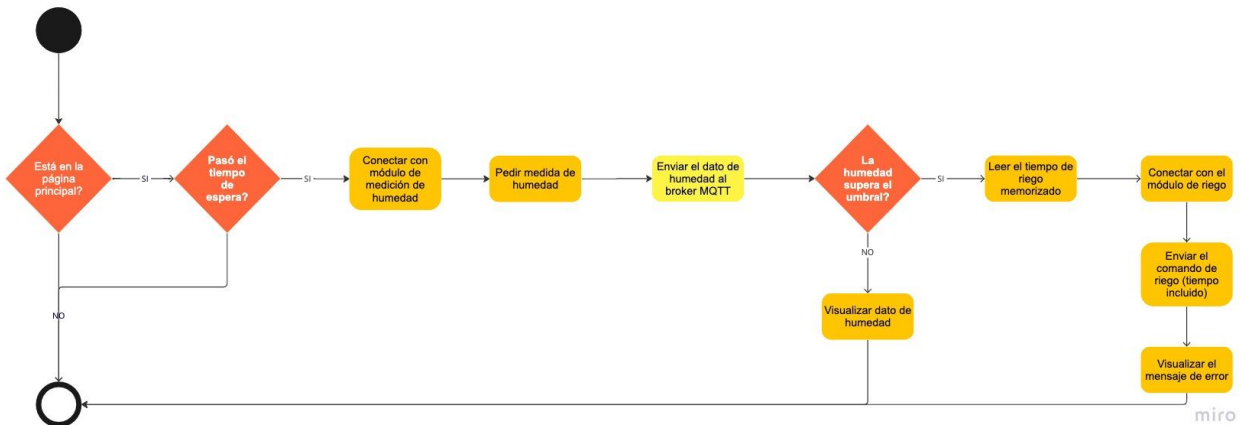 Está en la
página
principal?
SI
Pasó el
tiempo
de
espera?
SI
Conectar con
módulo de
medición de
humedad
Pedir medida de
humedad
Enviar el dato de
humedad al
broker MQTT
La
humedad
supera el
umbral?
SI
Leer el tiempo de
riego
memorizado
Conectar con el
módulo de riego
NO
Enviar el
comando de
riego (tiempo
incluido)
Visualizar dato de
humedad
NO
Visualizar el
mensaje de error
miro